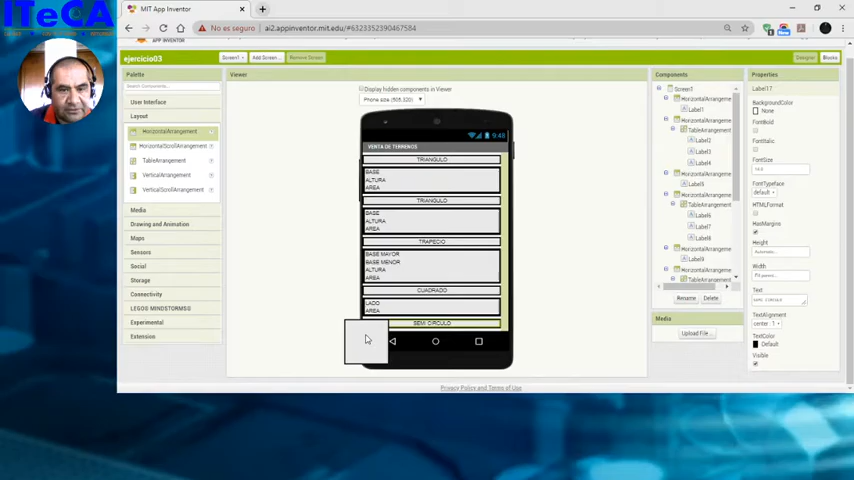 ITeCA
MIT App Inventor
No es seguro
ai2.appinventor.mit.edu/#6323352390467584
APP INVENTOR
ejercicio03
Screen1
Add Screen ...
Remove Screen
Designer
Blocks
Palette
Viewer
Components
Properties
Search Components...
User Interface
Layout
HorizontalArrangement
HorizontalScrollArrangement
TableArrangement
VerticalArrangement
VerticalScrollArrangement
Media
Drawing and Animation
Maps
Sensors
Social
Storage
Connectivity
LEGO® MINDSTORMS®
Experimental
Extension
Display hidden components in Viewer
Phone size (505,320)
9:48
VENTA DE TERRENOS
TRIANGULO
BASE
ALTURA
AREA
TRIANGULO
BASE
ALTURA
AREA
TRAPECIO
BASE MAYOR
BASE MENOR
ALTURA
AREA
CUADRADO
LADO
AREA
SEMI CIRCULO
Screen1
HorizontalArrangeme
Label1
HorizontalArrangeme
TableArrangement
Label2
Label3
Label4
HorizontalArrangeme
Label5
HorizontalArrangeme
TableArrangement
Label6
Label7
Label8
HorizontalArrangeme
Label9
HorizontalArrangeme
TableArrangement
Rename
Delete
Media
Upload File ...
Label17
BackgroundColor
None
FontBold
FontItalic
FontSize
14.0
FontTypeface
default
HTMLFormat
HasMargins
Height
Automatic...
Width
Fill parent...
Text
SEMI CIRCULO
TextAlignment
center : 1
TextColor
Default
Visible
Privacy Policy and Terms of Use